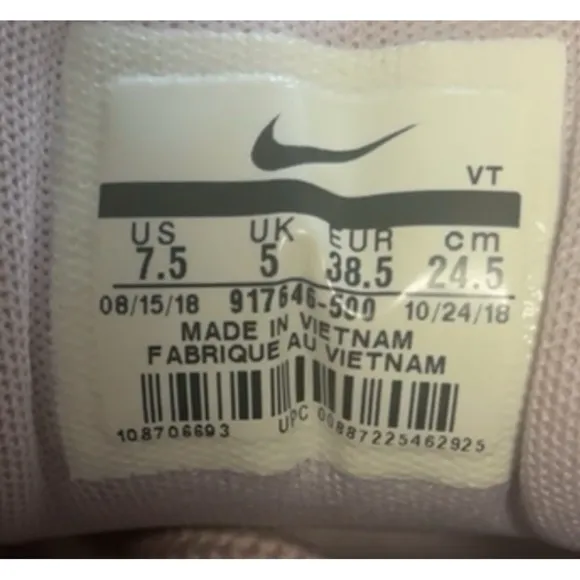 VT
US UK EUR cm
7.5 5 38.5 24.5
08/15/18 917646-500 10/24/18
MADE IN VIETNAM
FABRIQUE AU VIETNAM
108706693 UPC 00887225462925